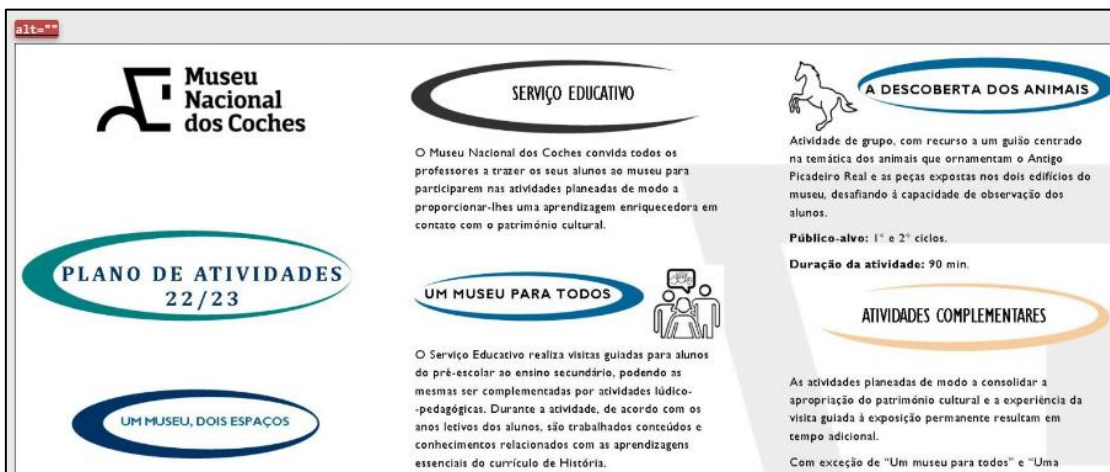 alt=""
Museu
Nacional
dos Coches
PLANO DE ATIVIDADES
22/23
UM MUSEU, DOIS ESPAÇOS
SERVIÇO EDUCATIVO
O Museu Nacional dos Coches convida todos os
professores a trazer os seus alunos ao museu para
participarem nas atividades planeadas de modo a
proporcionar-lhes uma aprendizagem enriquecedora em
contato com o património cultural.
UM MUSEU PARA TODOS
O Serviço Educativo realiza visitas guiadas para alunos
do pré-escolar ao ensino secundário, podendo as
mesmas ser complementadas por atividades lúdico-
-pedagógicas. Durante a atividade, de acordo com os
anos letivos dos alunos, são trabalhados conteúdos e
conhecimentos relacionados com as aprendizagens
essenciais do currículo de História.
A DESCOBERTA DOS ANIMAIS
Atividade de grupo, com recurso a um guião centrado
na temática dos animais que ornamentam o Antigo
Picadeiro Real e as peças expostas nos dois edifícios do
museu, desafiando à capacidade de observação dos
alunos.
Público-alvo: 1º e 2º ciclos.
Duração da atividade: 90 min.
ATIVIDADES COMPLEMENTARES
As atividades planeadas de modo a consolidar a
apropriação do património cultural e a experiência da
visita guiada à exposição permanente resultam em
tempo adicional.
Com exceção de "Um museu para todos" e "Uma